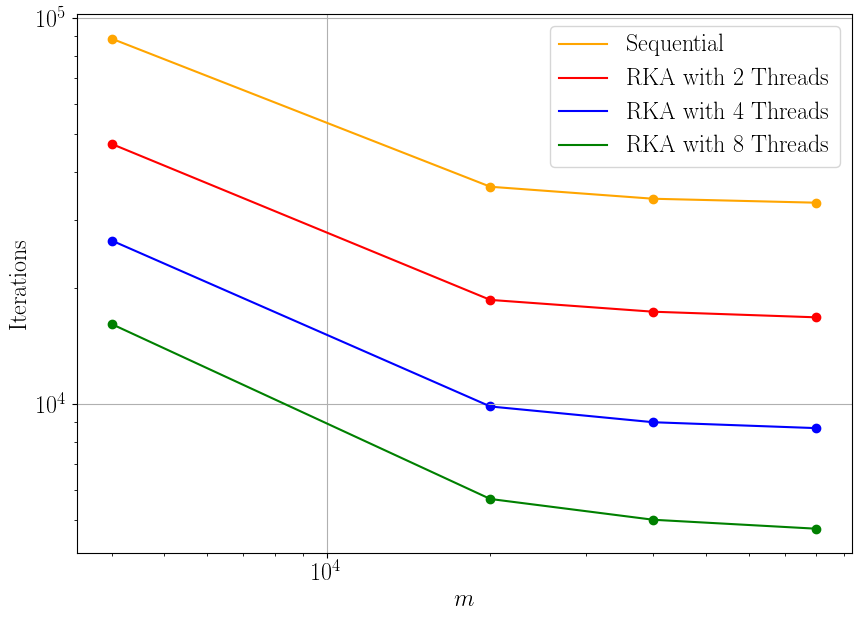 10^5
Sequential
RKA with 2 Threads
RKA with 4 Threads
RKA with 8 Threads
Iterations
10^4
10^4
m